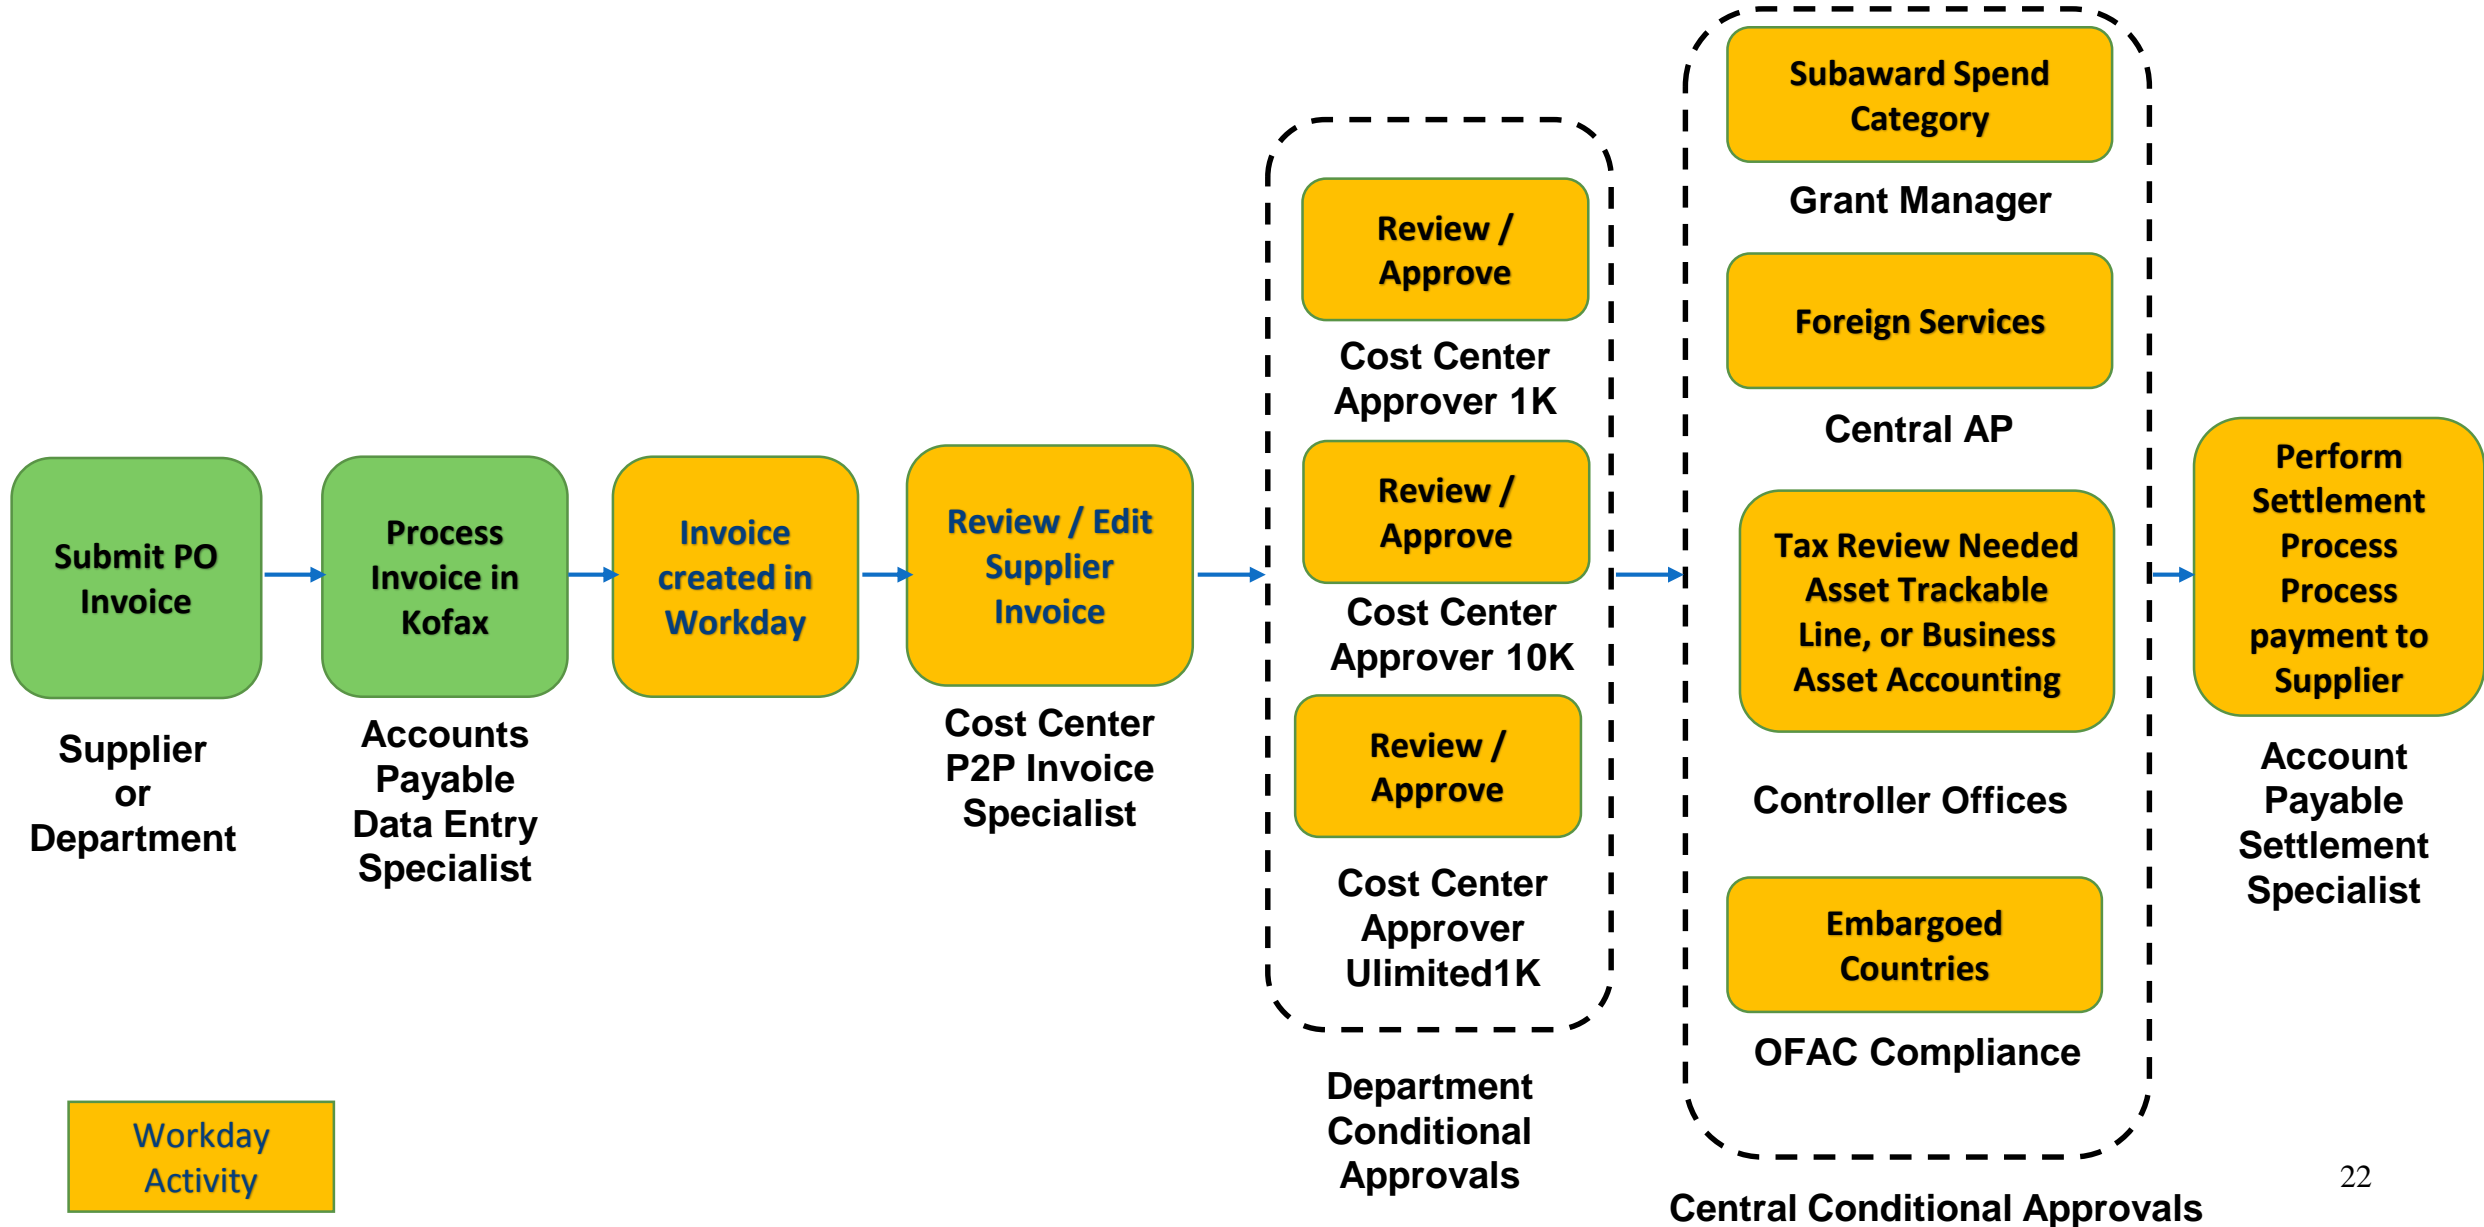 Submit PO
Invoice
Supplier
or
Department
Process
Invoice in
Kofax
Accounts
Payable
Data Entry
Specialist
Invoice
created in
Workday
Review / Edit
Supplier
Invoice
Cost Center
P2P Invoice
Specialist
Review /
Approve
Cost Center
Approver 1K
Review /
Approve
Cost Center
Approver 10K
Review /
Approve
Cost Center
Approver
Ulimited1K
Department
Conditional
Approvals
Subaward Spend
Category
Grant Manager
Foreign Services
Central AP
Tax Review Needed
Asset Trackable
Line, or Business
Asset Accounting
Controller Offices
Embargoed
Countries
OFAC Compliance
Central Conditional Approvals
Perform
Settlement
Process
Process
payment to
Supplier
Account
Payable
Settlement
Specialist
Workday
Activity
22